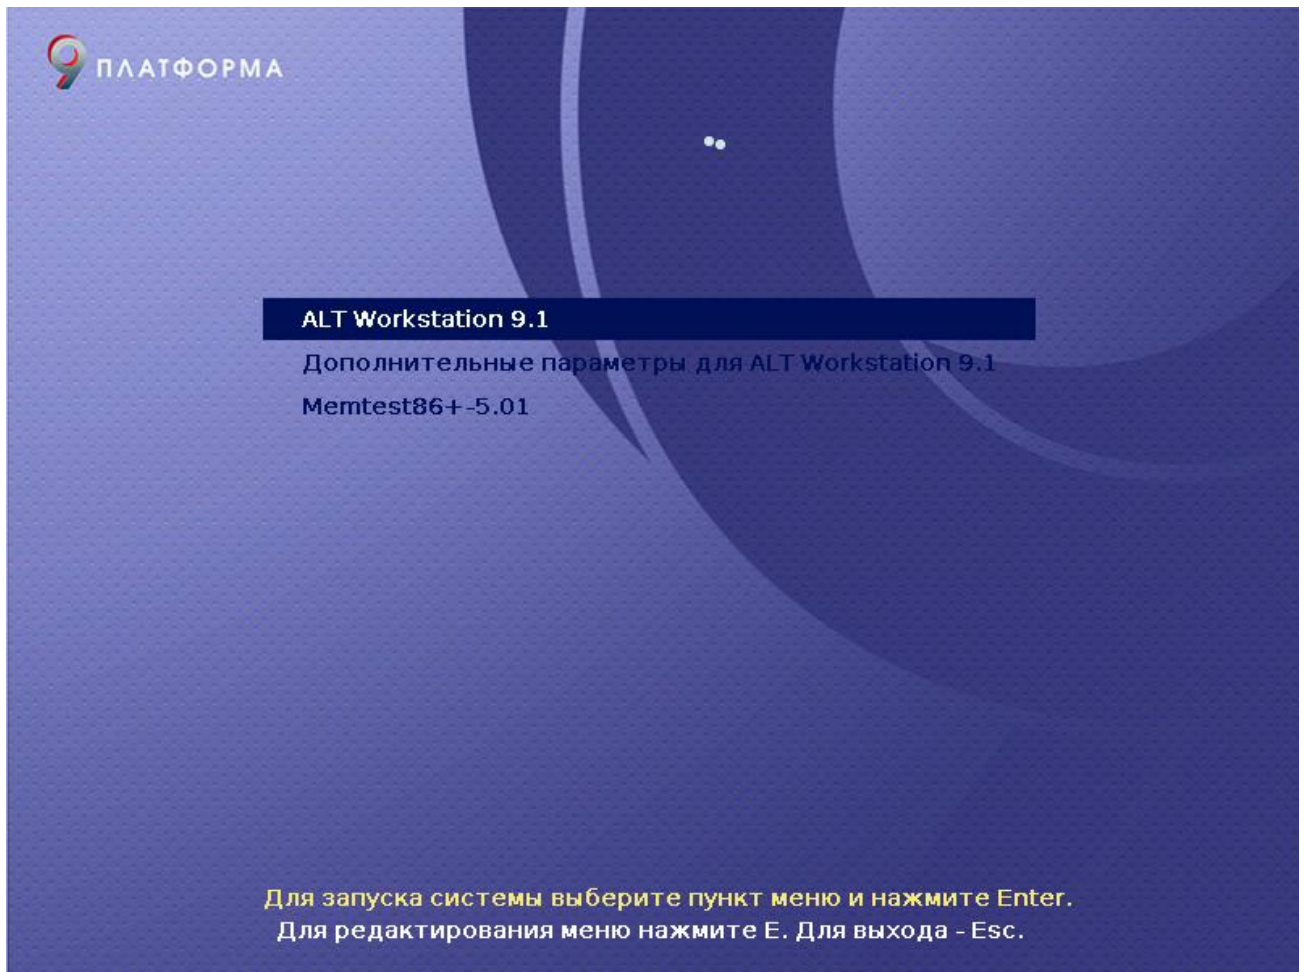 9 ПЛАТФОРМА
ALT Workstation 9.1
Дополнительные параметры для ALT Workstation 9.1
Memtest86+-5.01
Для запуска системы выберите пункт меню и нажмите Enter.
Для редактирования меню нажмите E. Для выхода - Esc.